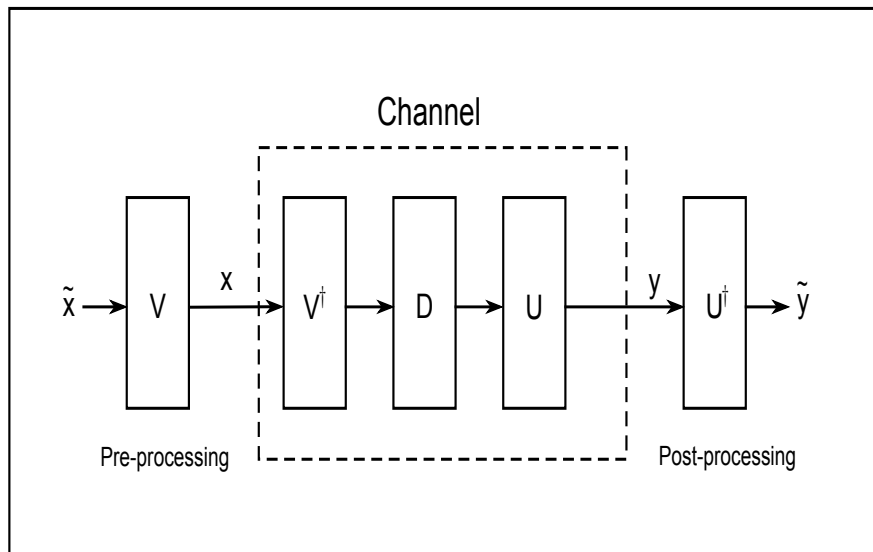 Channel
x̃
V
x
V†
D
U
y
U†
ỹ
Pre-processing
Post-processing